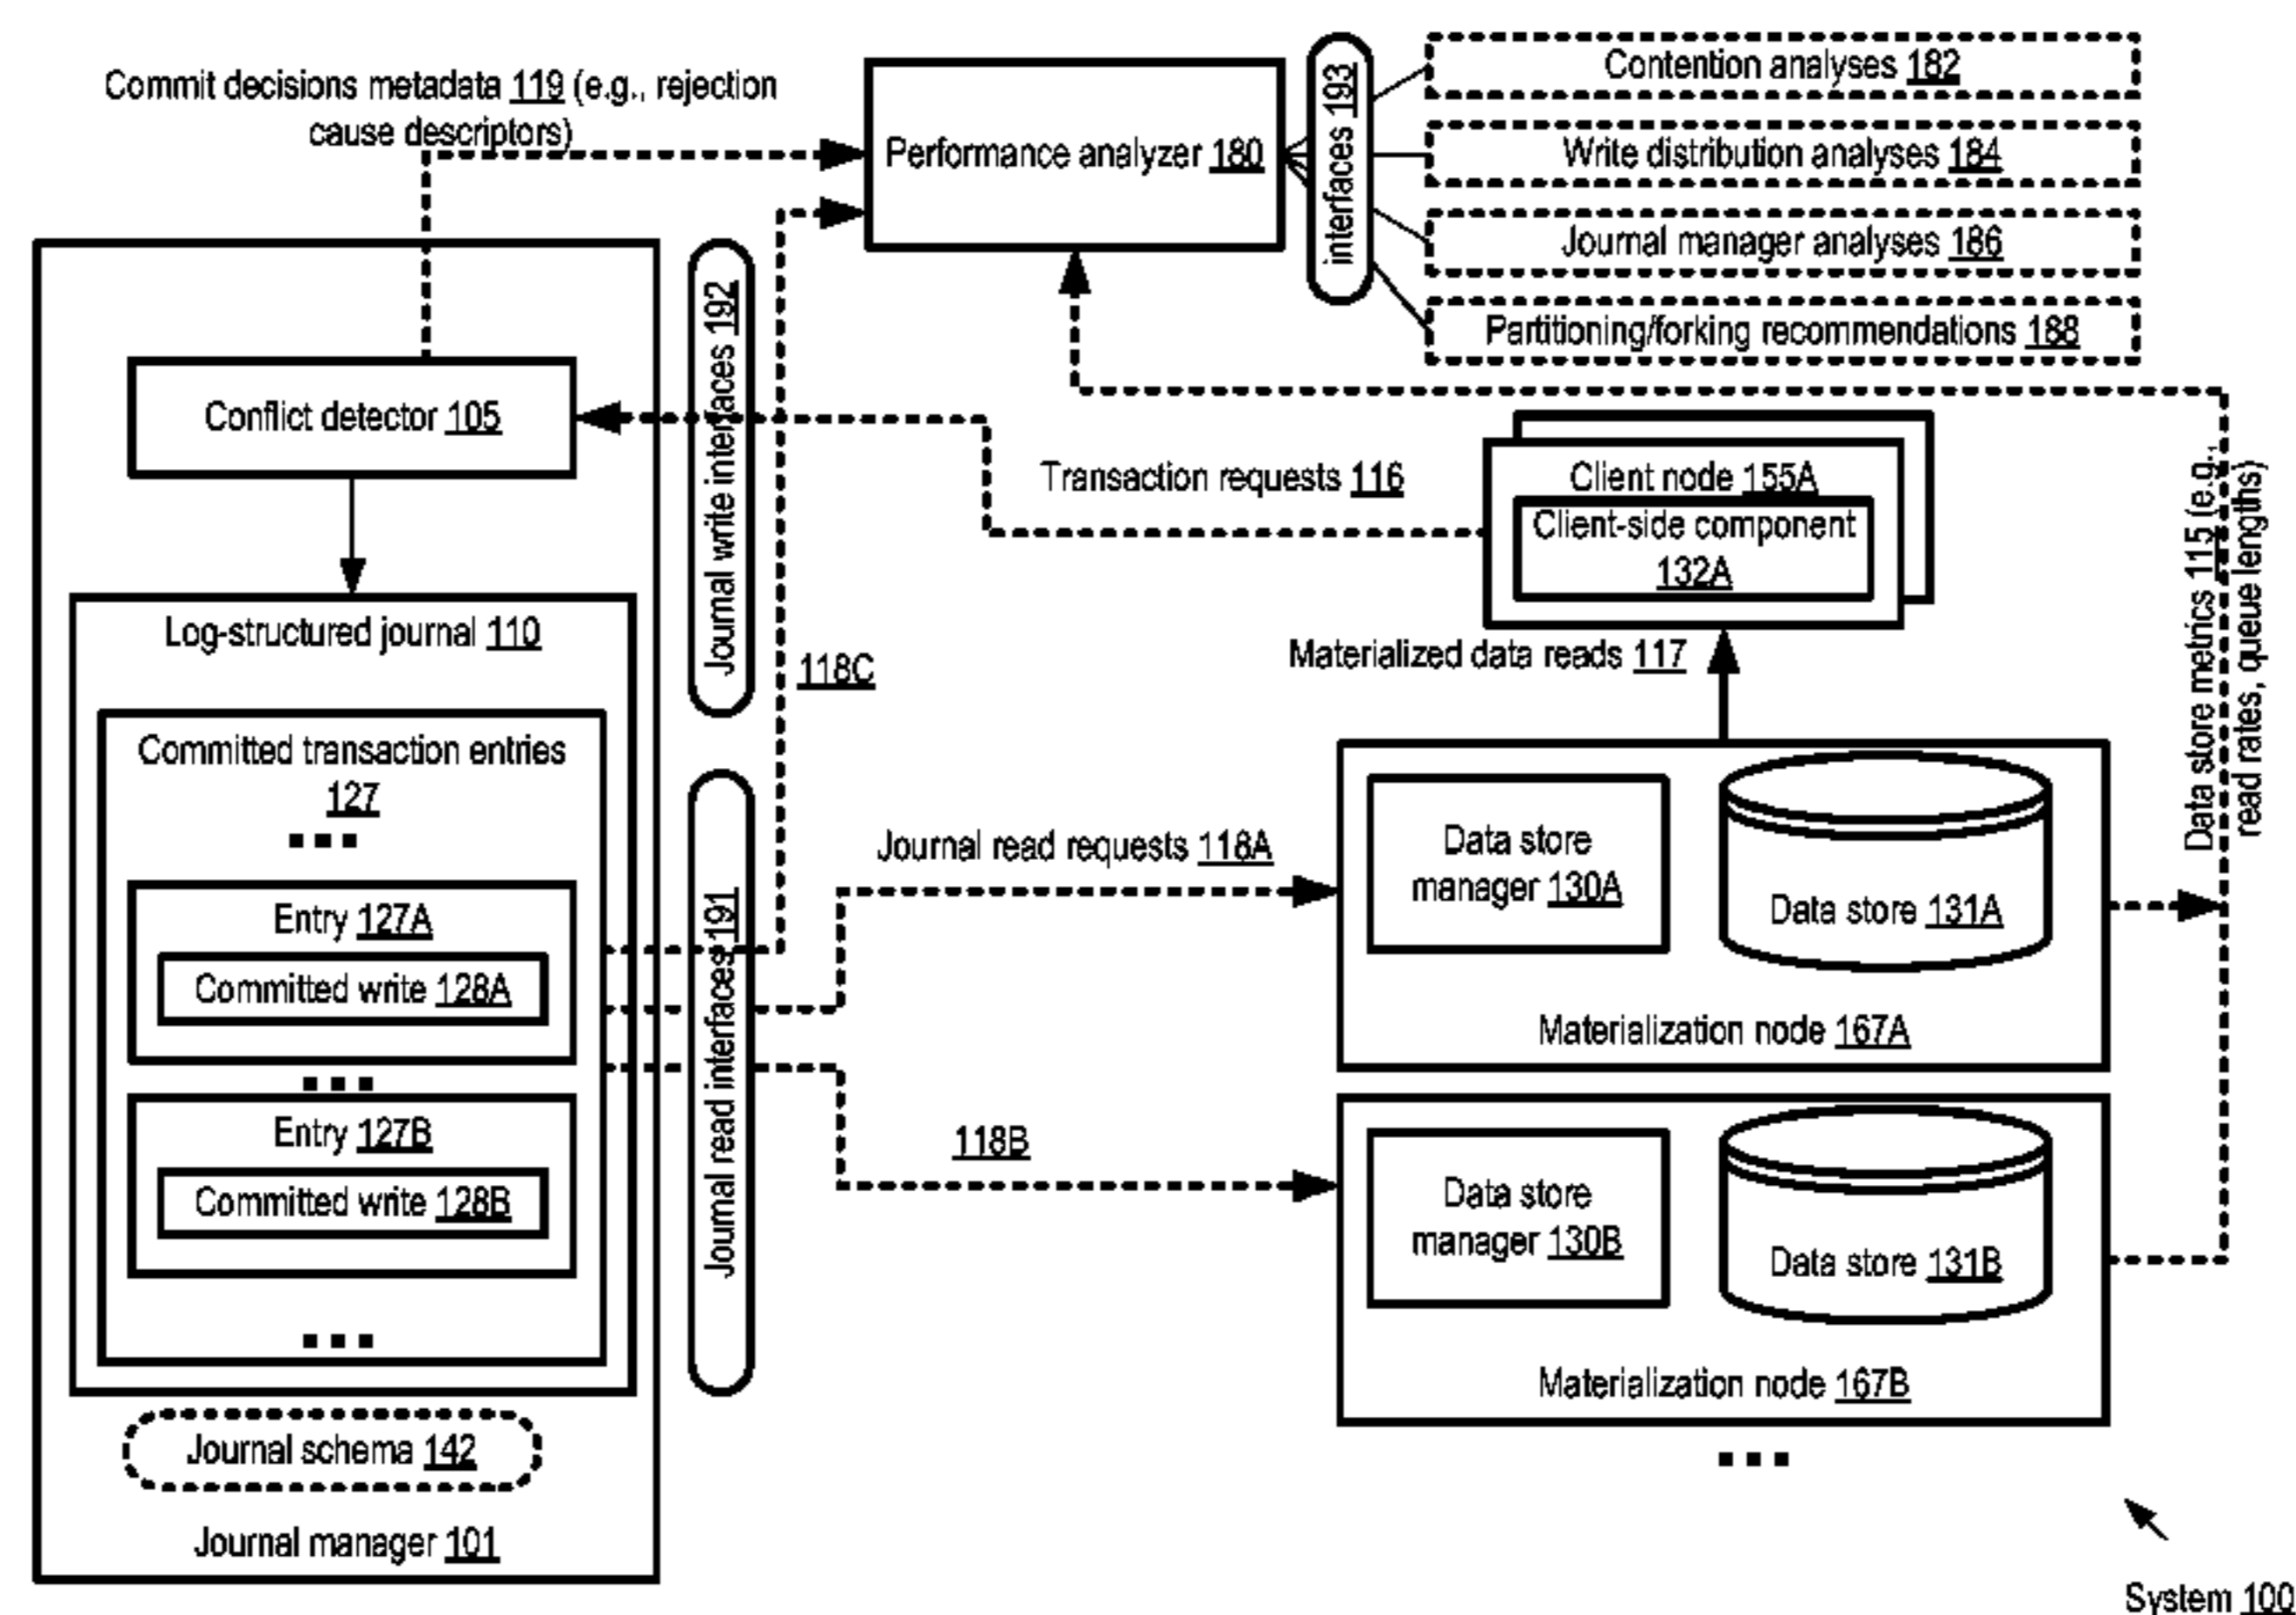 Commit decisions metadata 119 (e.g., rejection
cause descriptors)
Performance analyzer 180
interfaces 193
Contention analyses 182
Write distribution analyses 184
Journal manager analyses 186
Partitioning/forking recommendations 188
Conflict detector 105
Journal write interfaces 192
Transaction requests 116
Client node 155A
Client-side component
132A
Data store metrics 115 (e.g.,
read rates, queue lengths)
Log-structured journal 110
118C
Materialized data reads 117
Committed transaction entries
127
...
Entry 127A
Committed write 128A
...
Entry 127B
Committed write 128B
...
Journal read interfaces 191
Journal read requests 118A
118B
Data store
manager 130A
Data store 131A
Materialization node 167A
Data store
manager 130B
Data store 131B
Materialization node 167B
...
Journal schema 142
Journal manager 101
System 100